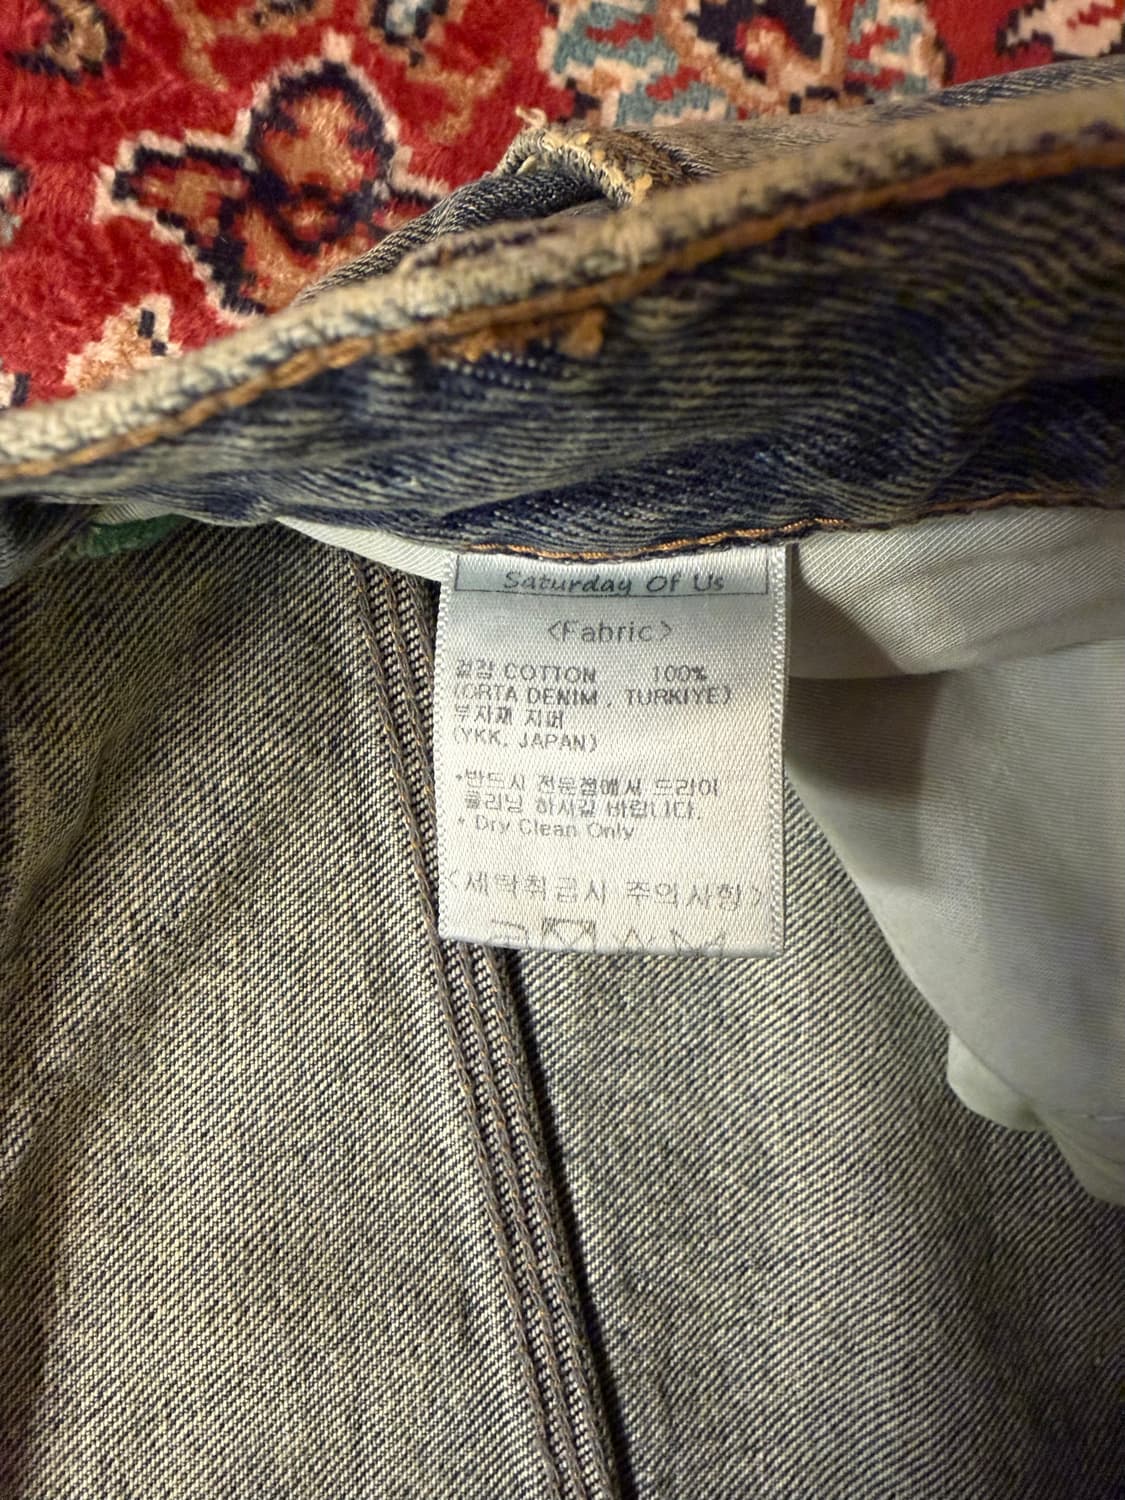 Saturday Of Us
<Fabric>
겉감 COTTON 100%
(ORTA DENIM , TURKIYE)
부자재 지퍼
(YKK, JAPAN)
*반드시 전문점에서 드라이
클리닝 하시길 바랍니다.
* Dry Clean Only
<세탁취급시 주의사항>